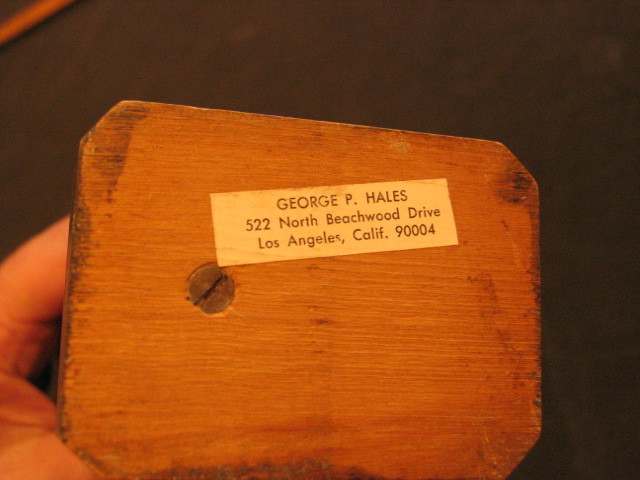 GEORGE P. HALES
522 North Beachwood Drive
Los Angeles, Calif. 90004